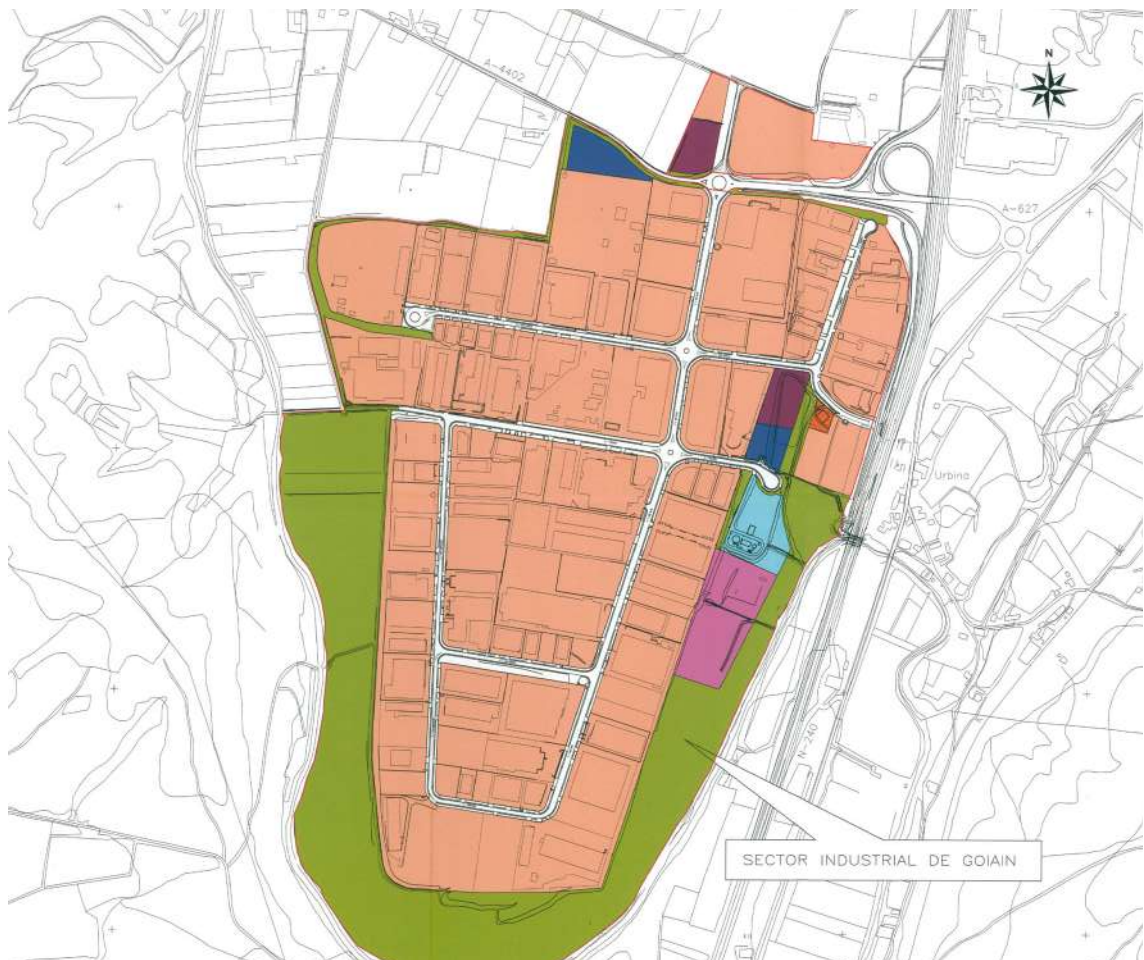 N
A-4402
A-627
Urbina
N-240
SECTOR INDUSTRIAL DE GOIAIN